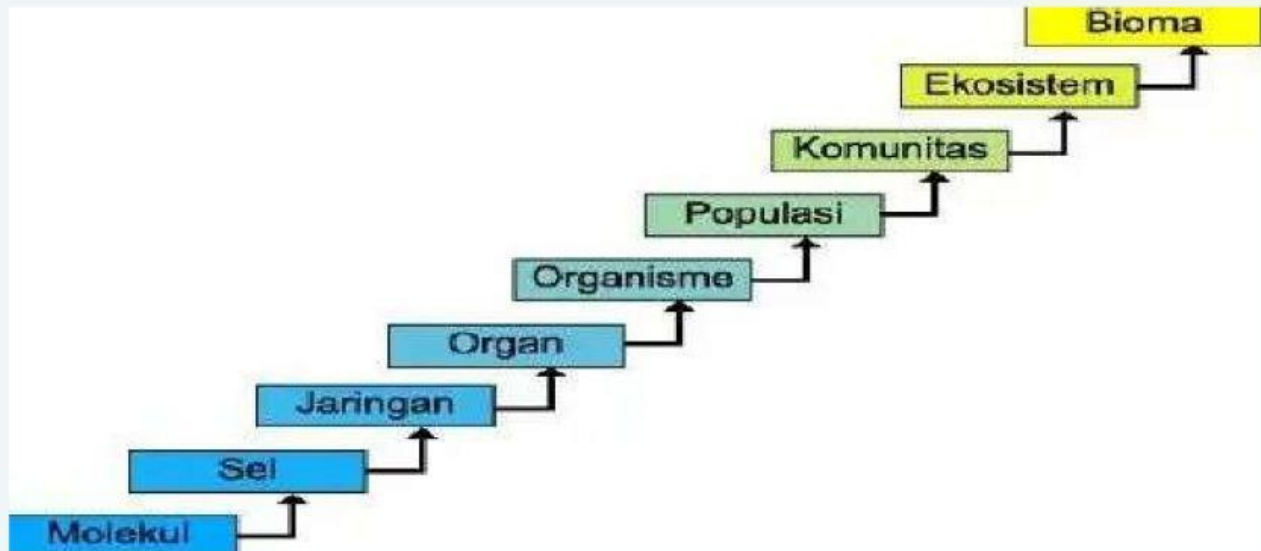 Bioma
Ekosistem
Komunitas
Populasi
Organisme
Organ
Jaringan
Sel
Molekul